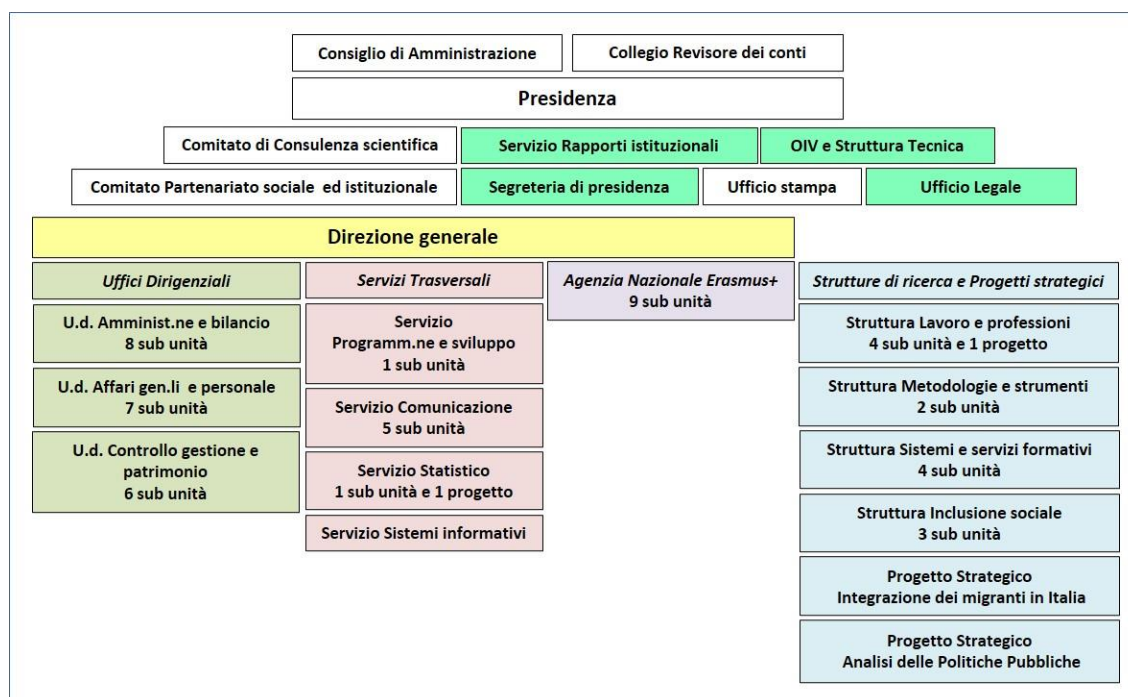 Consiglio di Amministrazione
Collegio Revisore dei conti
Presidenza
Comitato di Consulenza scientifica
Servizio Rapporti istituzionali
OIV e Struttura Tecnica
Comitato Partenariato sociale ed istituzionale
Segreteria di presidenza
Ufficio stampa
Ufficio Legale
Direzione generale
Uffici Dirigenziali
U.d. Amminist.ne e bilancio
8 sub unità
U.d. Affari gen.li e personale
7 sub unità
U.d. Controllo gestione e
patrimonio
6 sub unità
Servizi Trasversali
Servizio
Programm.ne e sviluppo
1 sub unità
Servizio Comunicazione
5 sub unità
Servizio Statistico
1 sub unità e 1 progetto
Servizio Sistemi informativi
Agenzia Nazionale Erasmus+
9 sub unità
Strutture di ricerca e Progetti strategici
Struttura Lavoro e professioni
4 sub unità e 1 progetto
Struttura Metodologie e strumenti
2 sub unità
Struttura Sistemi e servizi formativi
4 sub unità
Struttura Inclusione sociale
3 sub unità
Progetto Strategico
Integrazione dei migranti in Italia
Progetto Strategico
Analisi delle Politiche Pubbliche